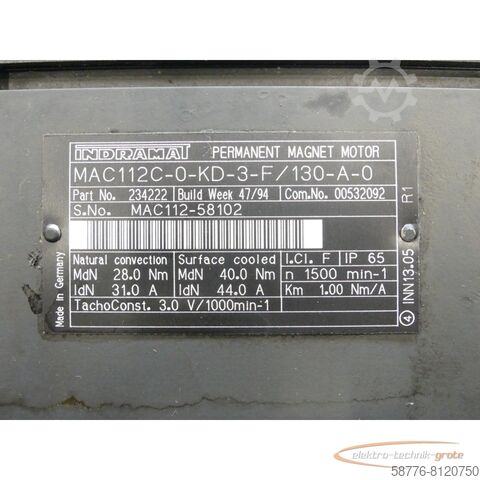 INDRAMAT PERMANENT MAGNET MOTOR
MAC112C-0-KD-3-F/130-A-0
Part No. 234222 Build Week 47/94 Com.No. 00532092
S.No. MAC112-58102
Natural convection Surface cooled I.Cl. F IP 65
MdN 28.0 Nm MdN 40.0 Nm n 1500 min-1
IdN 31.0 A IdN 44.0 A Km 1.00 Nm/A
TachoConst. 3.0 V/1000min-1
Made in Germany
4 INN13.05 R1
elektro-technik-grote
58776-8120750